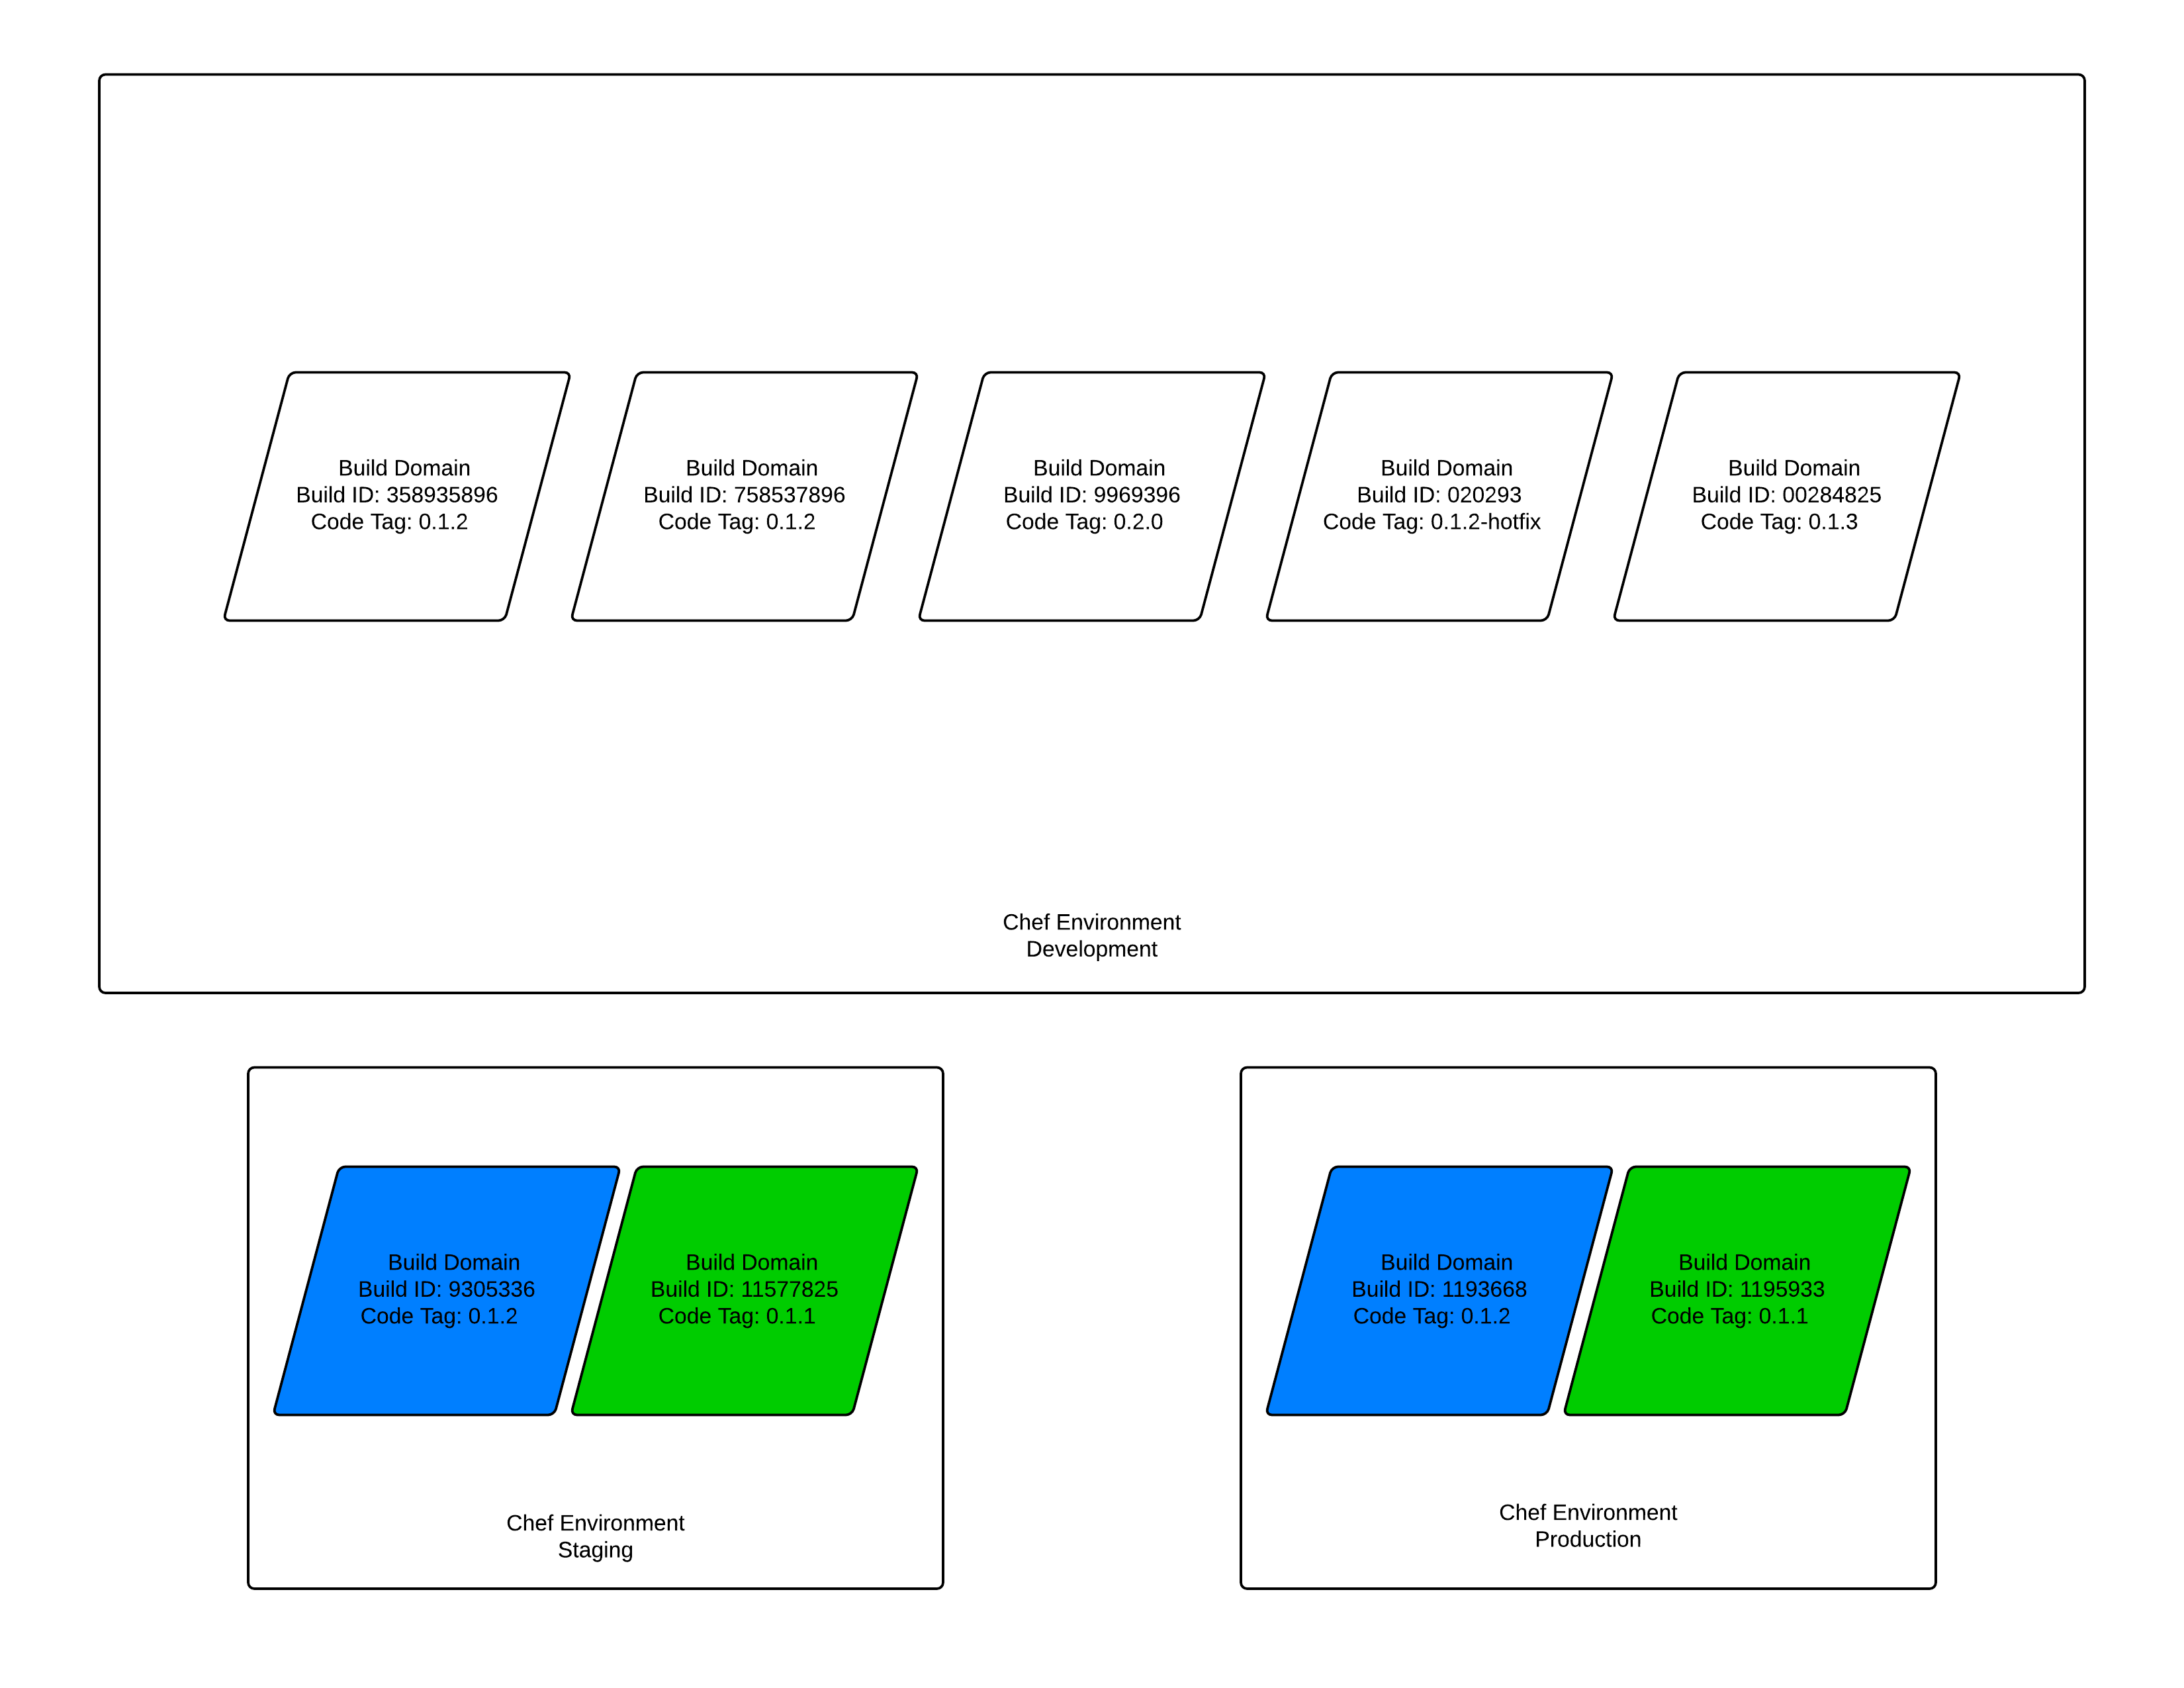 Build Domain
Build ID: 358935896
Code Tag: 0.1.2
Build Domain
Build ID: 758537896
Code Tag: 0.1.2
Build Domain
Build ID: 9969396
Code Tag: 0.2.0
Build Domain
Build ID: 020293
Code Tag: 0.1.2-hotfix
Build Domain
Build ID: 00284825
Code Tag: 0.1.3
Chef Environment
Development
Build Domain
Build ID: 9305336
Code Tag: 0.1.2
Build Domain
Build ID: 11577825
Code Tag: 0.1.1
Chef Environment
Staging
Build Domain
Build ID: 1193668
Code Tag: 0.1.2
Build Domain
Build ID: 1195933
Code Tag: 0.1.1
Chef Environment
Production